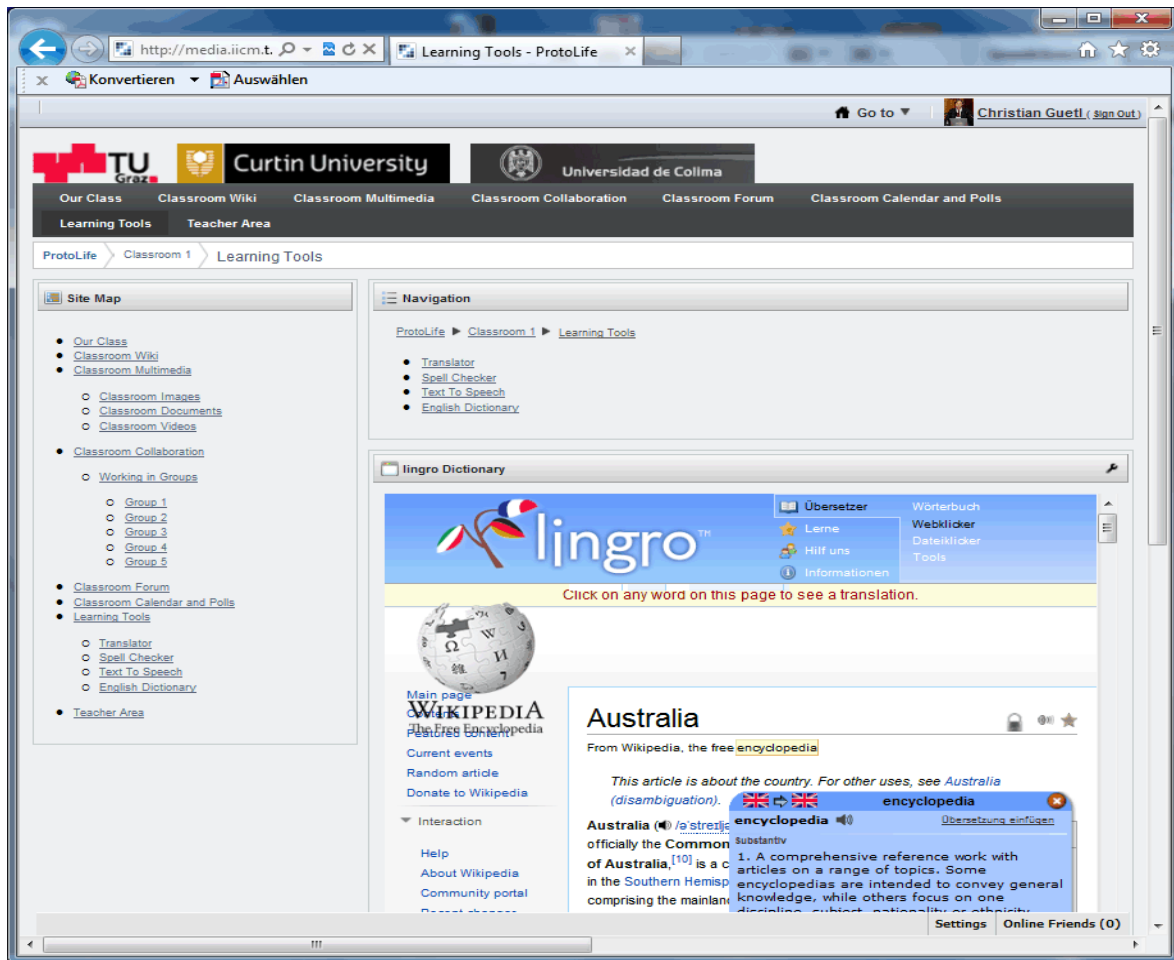 http://media.iicm.t.
Learning Tools - ProtoLife
x Konvertieren Auswählen
Go to Christian Guetl ( Sign Out )
TU Graz
Curtin University
Universidad de Colima
Our Class Classroom Wiki Classroom Multimedia Classroom Collaboration Classroom Forum Classroom Calendar and Polls
Learning Tools Teacher Area
ProtoLife Classroom 1 Learning Tools
Site Map
Our Class
Classroom Wiki
Classroom Multimedia
Classroom Images
Classroom Documents
Classroom Videos
Classroom Collaboration
Working in Groups
Group 1
Group 2
Group 3
Group 4
Group 5
Classroom Forum
Classroom Calendar and Polls
Learning Tools
Translator
Spell Checker
Text To Speech
English Dictionary
Teacher Area
Navigation
ProtoLife Classroom 1 Learning Tools
Translator
Spell Checker
Text To Speech
English Dictionary
lingro Dictionary
lingro™
Übersetzer
Lerne
Hilf uns
Informationen
Wörterbuch
Webklicker
Dateiklicker
Tools
Click on any word on this page to see a translation.
Ω W И 7
WIKIPEDIA
The Free Encyclopedia
Main page
Contents
Featured content
Current events
Random article
Donate to Wikipedia
Interaction
Help
About Wikipedia
Community portal
Recent changes
Australia
From Wikipedia, the free encyclopedia
This article is about the country. For other uses, see Australia
(disambiguation).
Australia (
officially the Common
of Australia,[10] is a c
in the Southern Hemisp
comprising the mainland
encyclopedia
encyclopedia Übersetzung einfügen
Substantiv
1. A comprehensive reference work with
articles on a range of topics. Some
encyclopedias are intended to convey general
knowledge, while others focus on one
discipline, subject, nationality or ethnicity
Settings Online Friends (0)